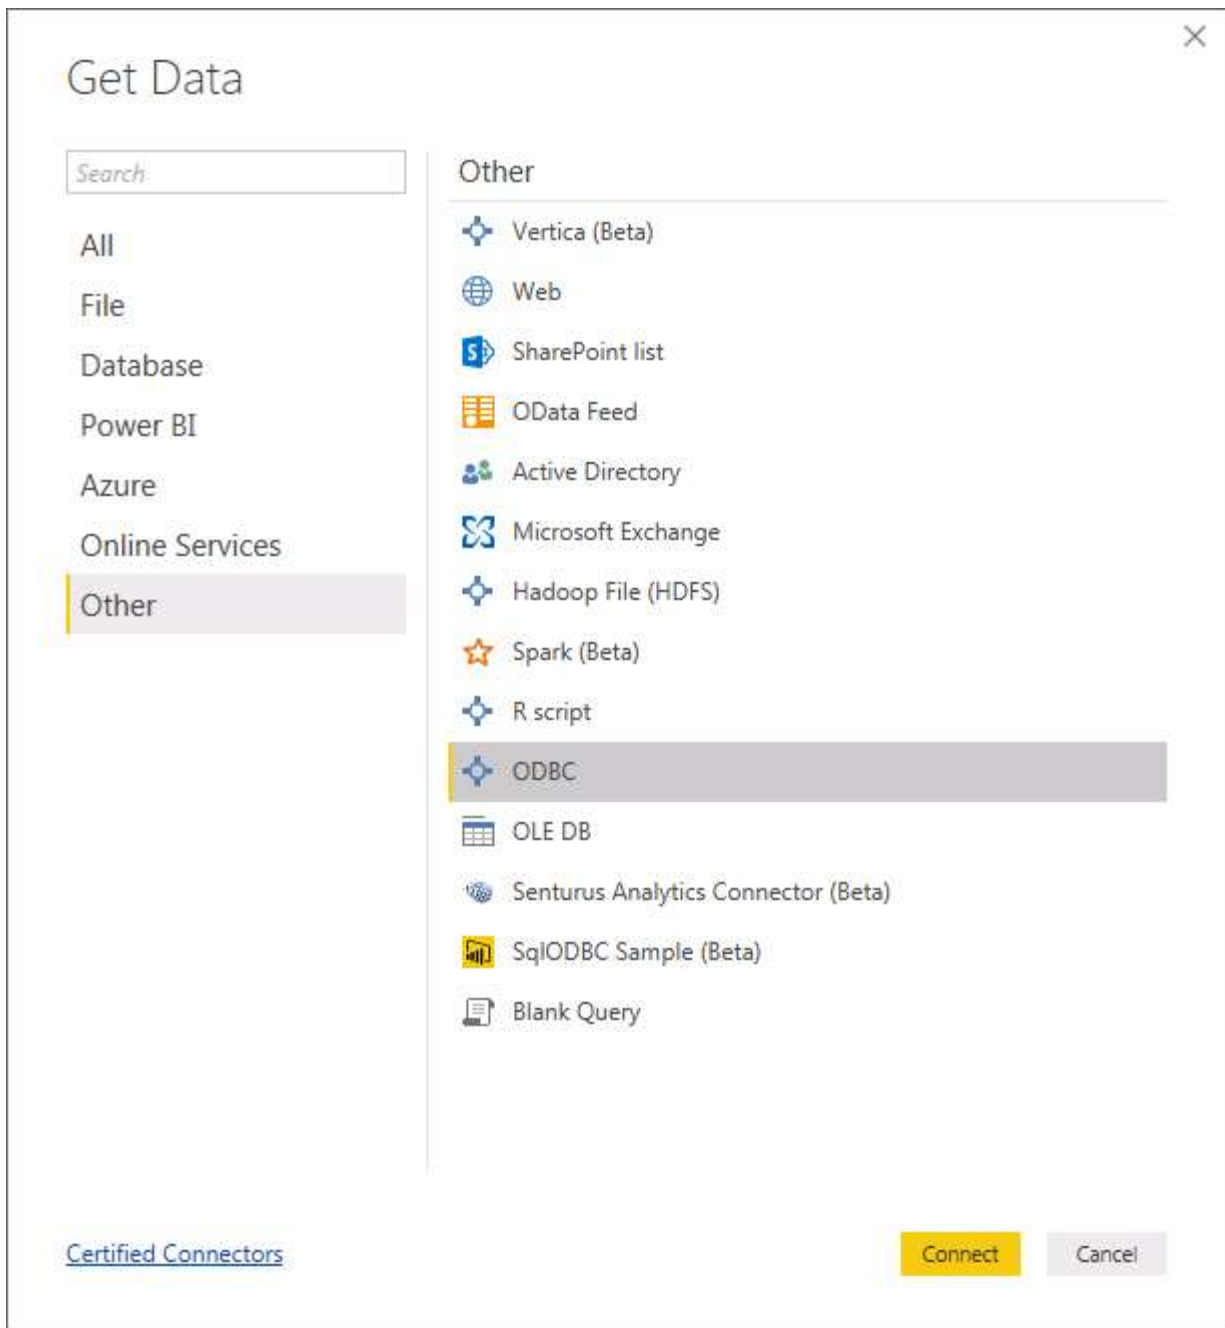 Get Data
Search
All
File
Database
Power BI
Azure
Online Services
Other
Other
Vertica (Beta)
Web
SharePoint list
OData Feed
Active Directory
Microsoft Exchange
Hadoop File (HDFS)
Spark (Beta)
R script
ODBC
OLE DB
Senturus Analytics Connector (Beta)
SqlODBC Sample (Beta)
Blank Query
Certified Connectors
Connect
Cancel